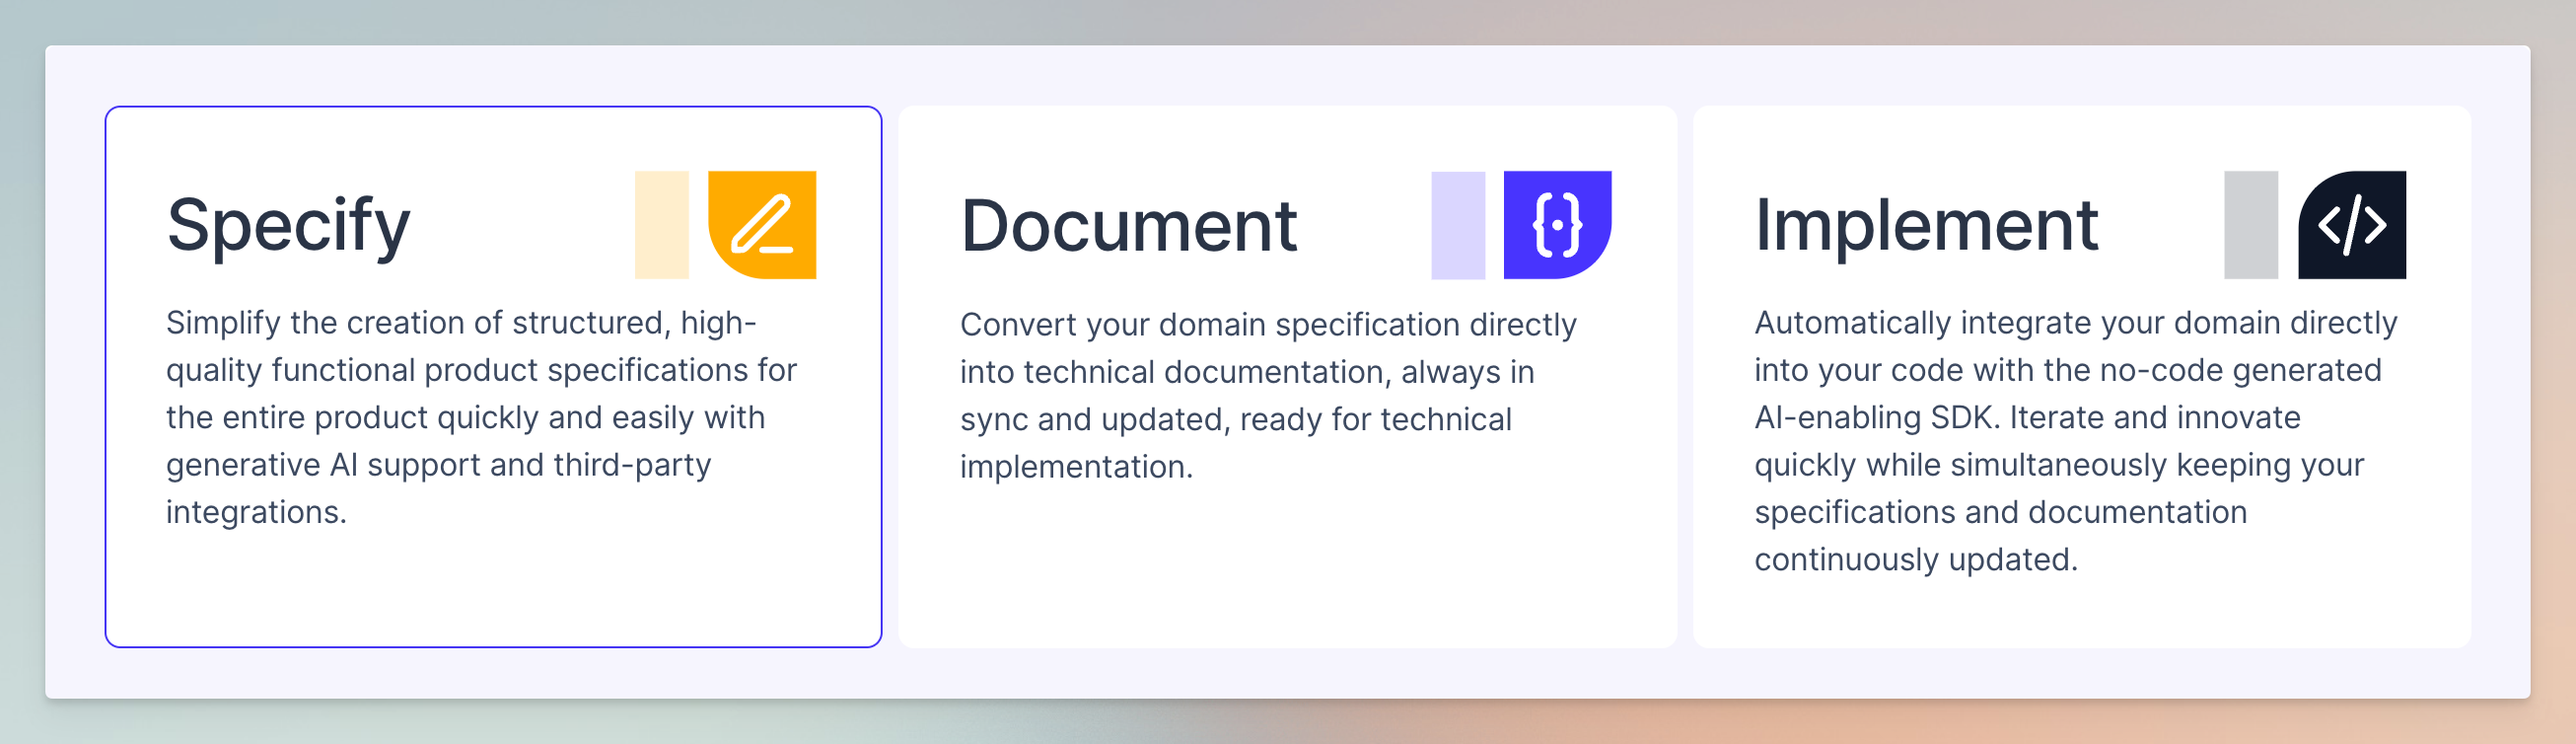 Specify
Simplify the creation of structured, high-
quality functional product specifications for
the entire product quickly and easily with
generative AI support and third-party
integrations.
Document
Convert your domain specification directly
into technical documentation, always in
sync and updated, ready for technical
implementation.
Implement
Automatically integrate your domain directly
into your code with the no-code generated
AI-enabling SDK. Iterate and innovate
quickly while simultaneously keeping your
specifications and documentation
continuously updated.